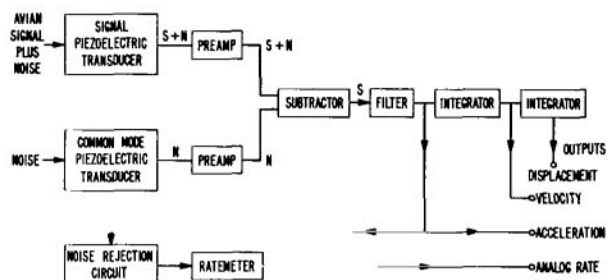 AVIAN
SIGNAL
PLUS
NOISE
SIGNAL
PIEZOELECTRIC
TRANSDUCER
S+N
PREAMP
S+N
SUBTRACTOR
S
FILTER
INTEGRATOR
INTEGRATOR
OUTPUTS
DISPLACEMENT
VELOCITY
NOISE
COMMON MODE
PIEZOELECTRIC
TRANSDUCER
N
PREAMP
N
ACCELERATION
NOISE REJECTION
CIRCUIT
RATEMETER
ANALOG RATE